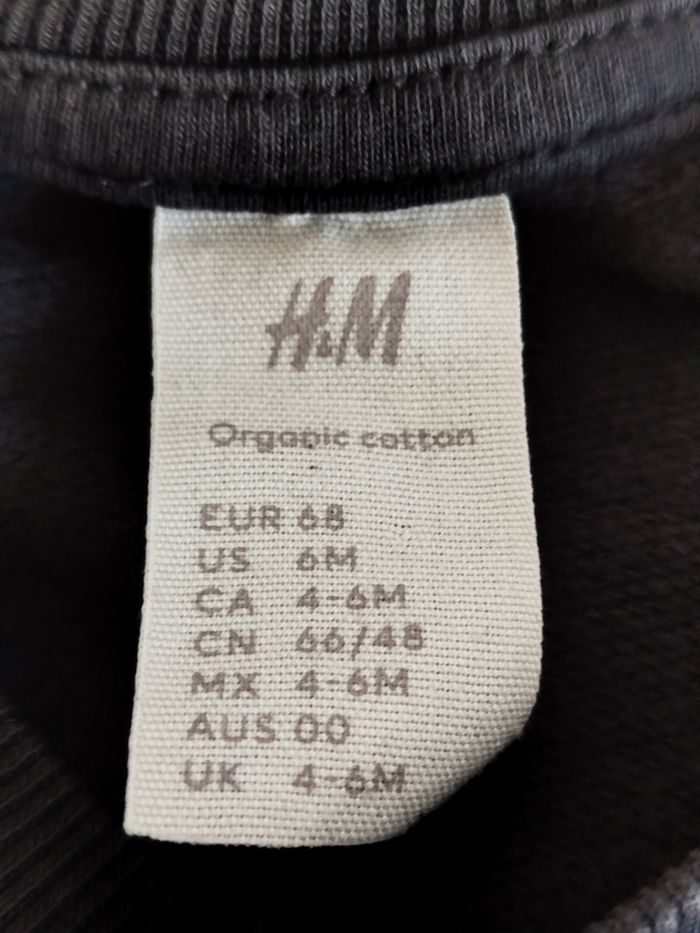 H&M
Organic cotton
EUR 68
US 6M
CA 4-6M
CN 66/48
MX 4-6M
AUS 00
UK 4-6M